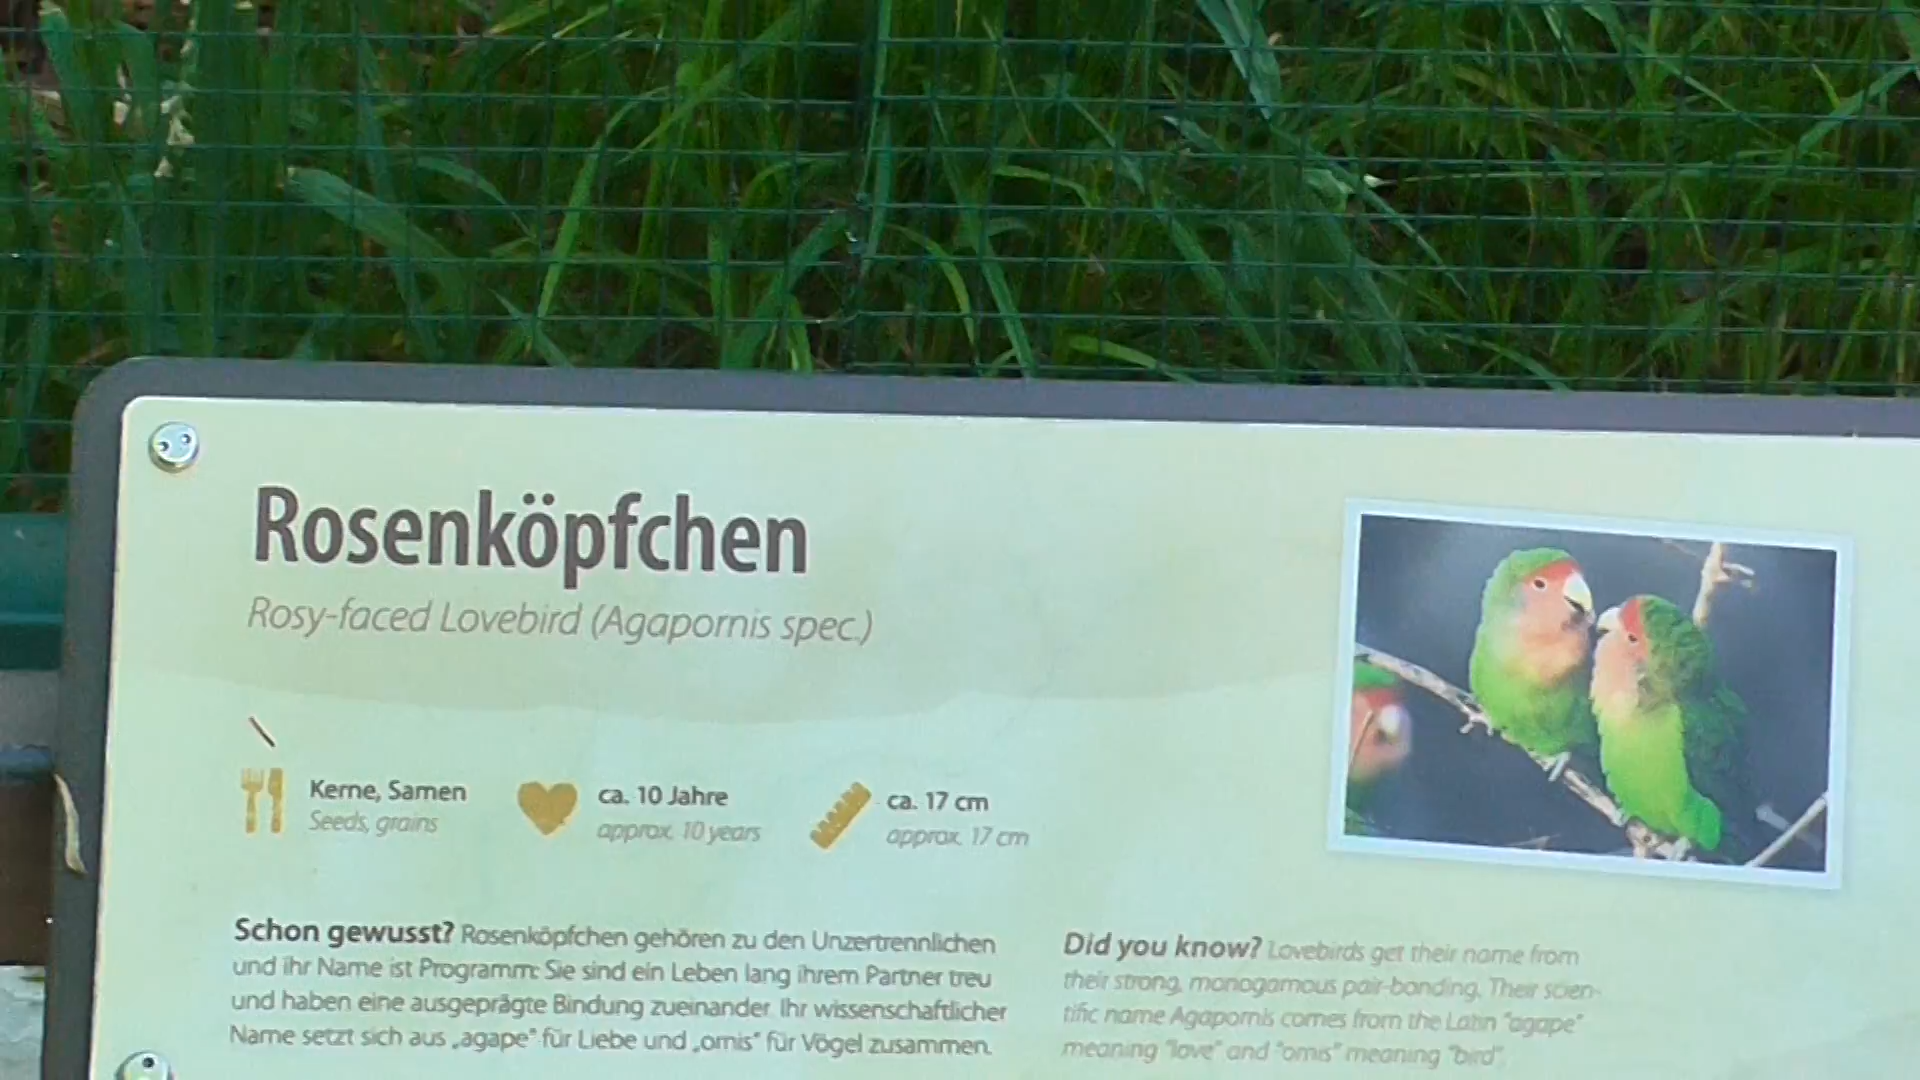 Rosenköpfchen
Rosy-faced Lovebird (Agapornis spec.)
Kerne, Samen
Seeds, grains
ca. 10 Jahre
approx. 10 years
ca. 17 cm
approx. 17 cm
Schon gewusst? Rosenköpfchen gehören zu den Unzertrennlichen
und ihr Name ist Programm: Sie sind ein Leben lang ihrem Partner treu
und haben eine ausgeprägte Bindung zueinander. Ihr wissenschaftlicher
Name setzt sich aus „agape“ für Liebe und „ornis“ für Vögel zusammen.
Did you know? Lovebirds get their name from
their strong, monogamous pair-bonding. Their scien-
tific name Agapornis comes from the Latin "agape"
meaning "love" and "ornis" meaning "bird".